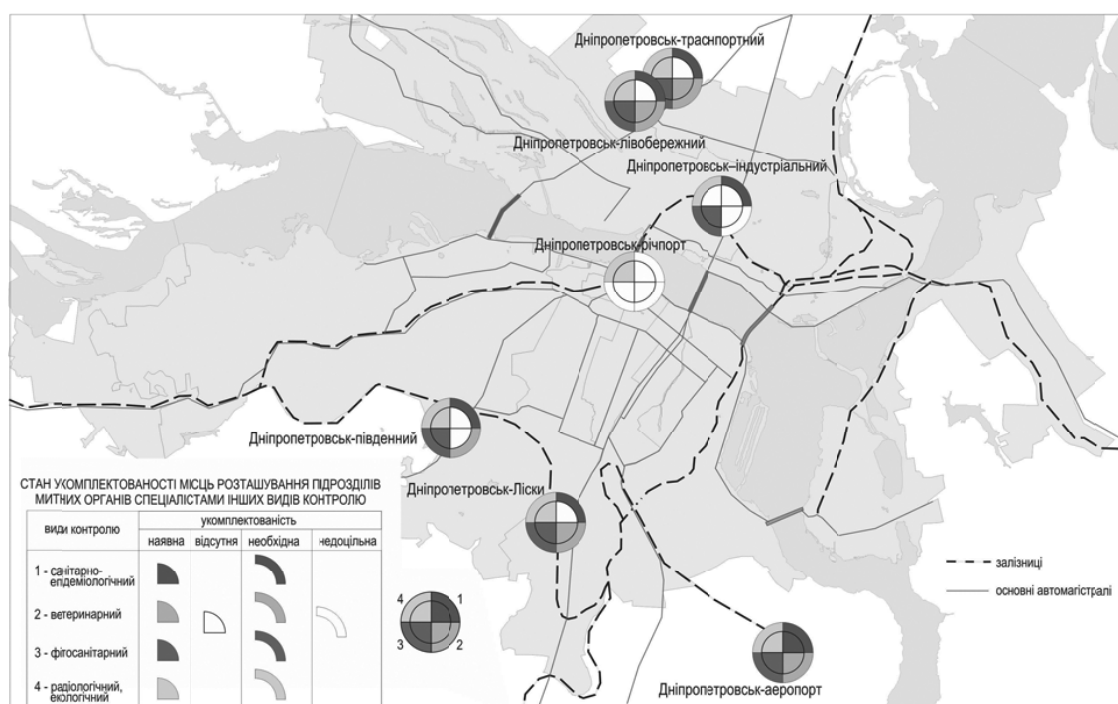 Дніпропетровськ-траспортний
Дніпропетровськ-лівобережний
Дніпропетровськ–індустріальний
Дніпропетровськ-річпорт
Дніпропетровськ-південний
Дніпропетровськ-Ліски
Дніпропетровськ-аеропорт
СТАН УКОМПЛЕКТОВАНОСТІ МІСЦЬ РОЗТАШУВАННЯ ПІДРОЗДІЛІВ
МИТНИХ ОРГАНІВ СПЕЦІАЛІСТАМИ ІНШИХ ВИДІВ КОНТРОЛЮ
види контролю
укомплектованість
наявна відсутня необхідна недоцільна
1 - санітарно-
епідеміологічний
2 - ветеринарний
3 - фітосанітарний
4 - радіологічний,
екологічний
4 1
3 2
залізниці
основні автомагістралі